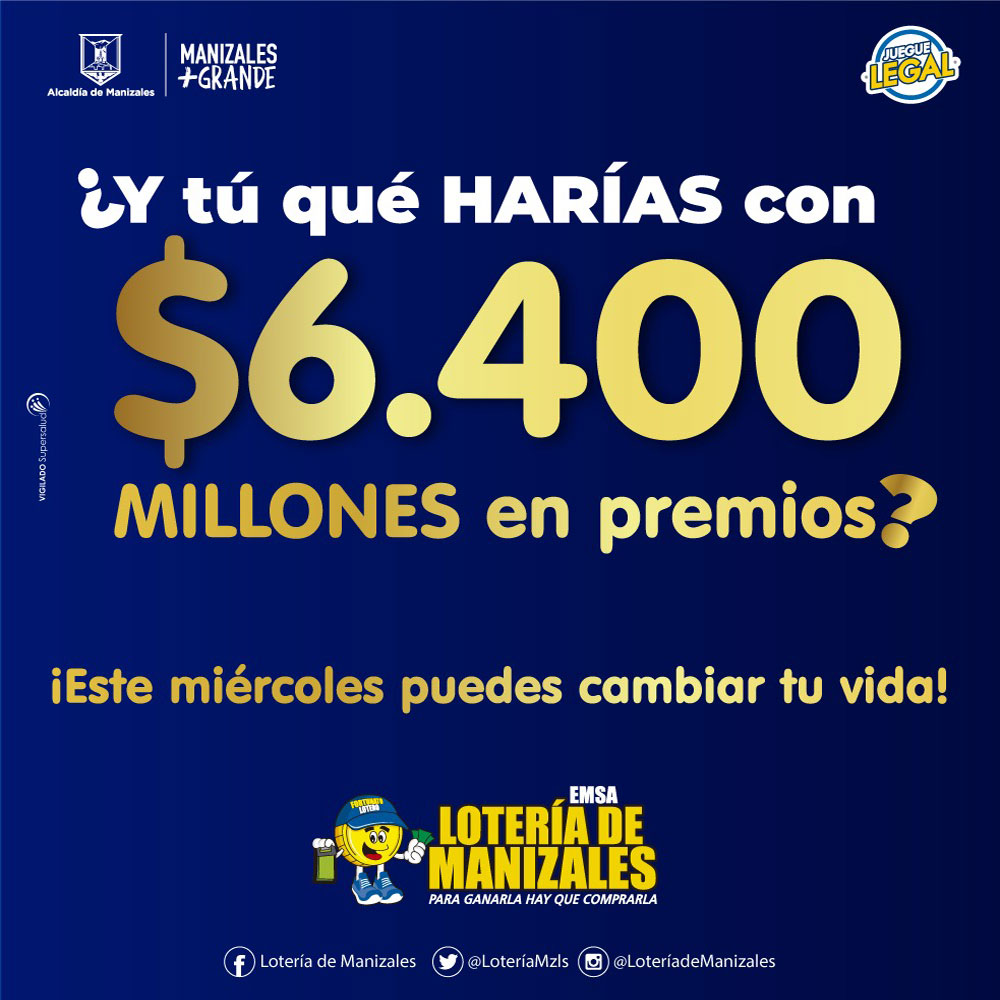 Alcaldía de Manizales
MANIZALES
+GRANDE
JUEGUE
LEGAL
¿Y tú qué HARÍAS con
$6.400
MILLONES en premios?
VIGILADO Supersalud
¡Este miércoles puedes cambiar tu vida!
FORTUNATO
LOTERO
EMSA
LOTERÍA DE
MANIZALES
PARA GANARLA HAY QUE COMPRARLA
Lotería de Manizales @LoteríaMzls @LoteríadeManizales